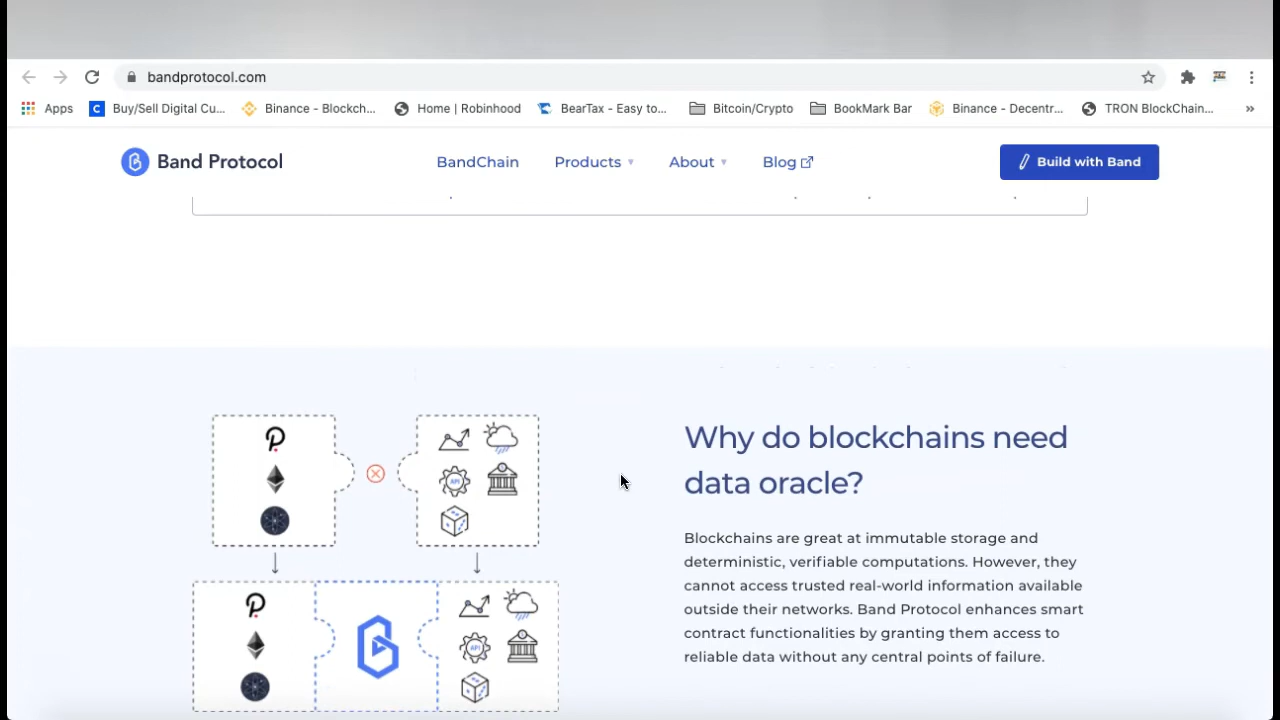 bandprotocol.com
Apps Buy/Sell Digital Cu... Binance - Blockch... Home | Robinhood BearTax - Easy to... Bitcoin/Crypto BookMark Bar Binance - Decentr... TRON BlockChain... »
Band Protocol BandChain Products About Blog Build with Band
Why do blockchains need
data oracle?
Blockchains are great at immutable storage and
deterministic, verifiable computations. However, they
cannot access trusted real-world information available
outside their networks. Band Protocol enhances smart
contract functionalities by granting them access to
reliable data without any central points of failure.
API
API